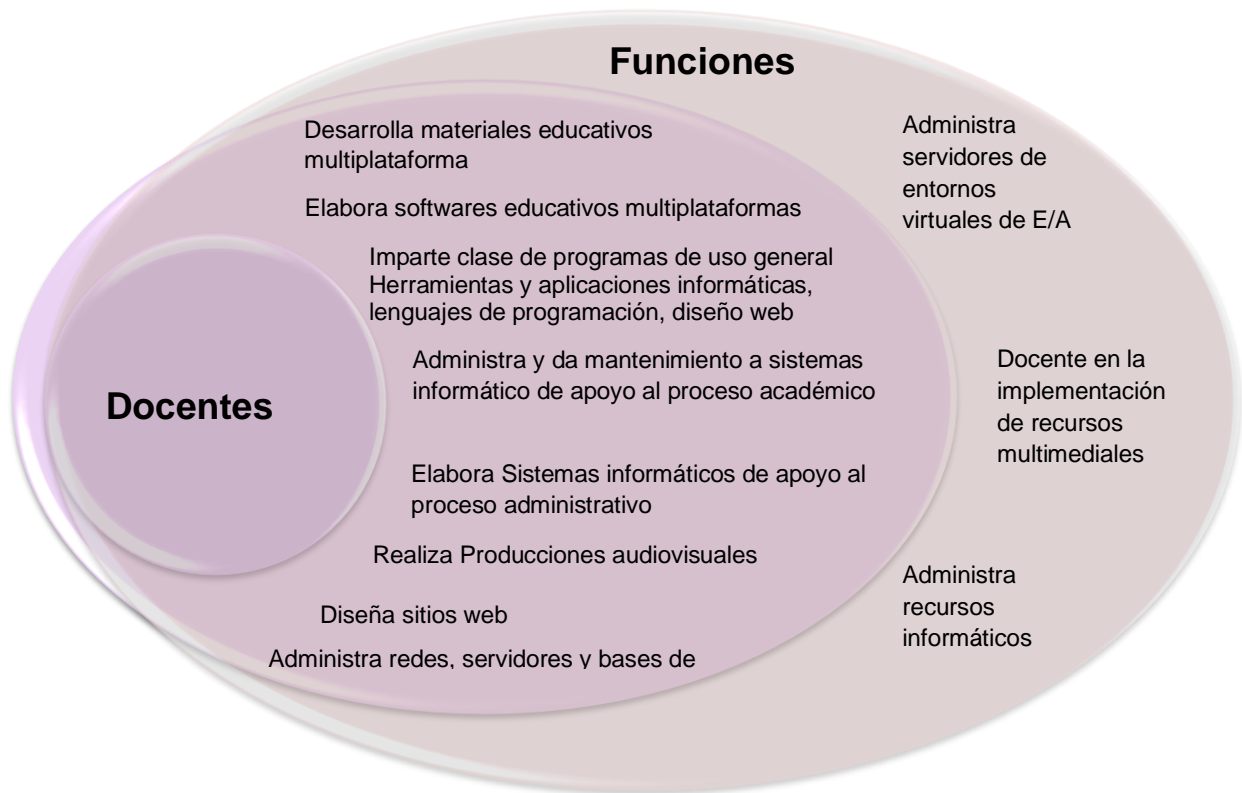 Funciones
Desarrolla materiales educativos
multiplataforma
Elabora softwares educativos multiplataformas
Imparte clase de programas de uso general
Herramientas y aplicaciones informáticas,
lenguajes de programación, diseño web
Administra y da mantenimiento a sistemas
informático de apoyo al proceso académico
Elabora Sistemas informáticos de apoyo al
proceso administrativo
Realiza Producciones audiovisuales
Diseña sitios web
Administra redes, servidores y bases de
Docentes
Administra
servidores de
entornos
virtuales de E/A
Docente en la
implementación
de recursos
multimediales
Administra
recursos
informáticos